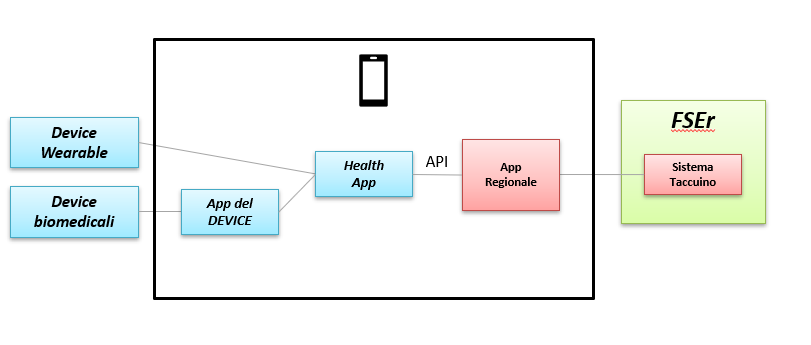 FSEr
Device
Wearable
Health
App
API
App
Regionale
Sistema
Taccuino
Device
biomedicali
App del
DEVICE